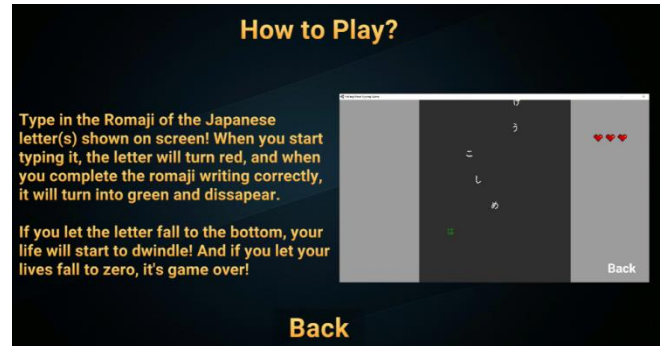 How to Play?
Type in the Romaji of the Japanese
letter(s) shown on screen! When you start
typing it, the letter will turn red, and when
you complete the romaji writing correctly,
it will turn into green and dissapear.
If you let the letter fall to the bottom, your
life will start to dwindle! And if you let your
lives fall to zero, it's game over!
け
う
こ
し
め
は
Back
Back